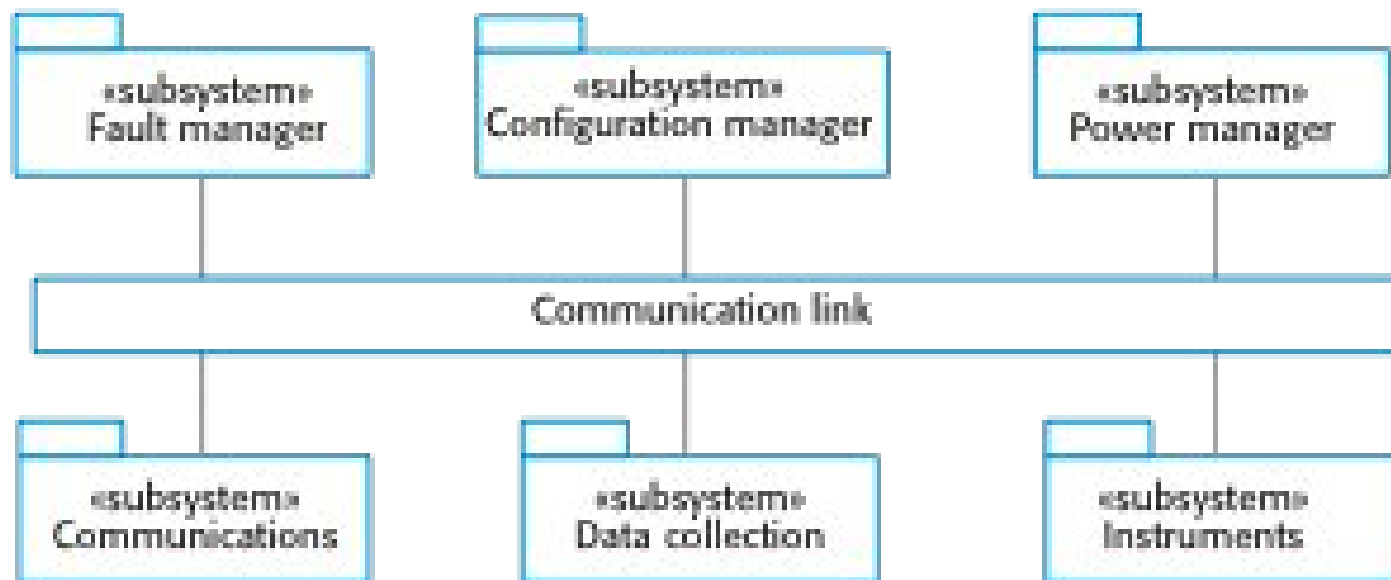 «subsystem»
Fault manager
«subsystem»
Configuration manager
«subsystem»
Power manager
Communication link
«subsystem»
Communications
«subsystem»
Data collection
«subsystem»
Instruments